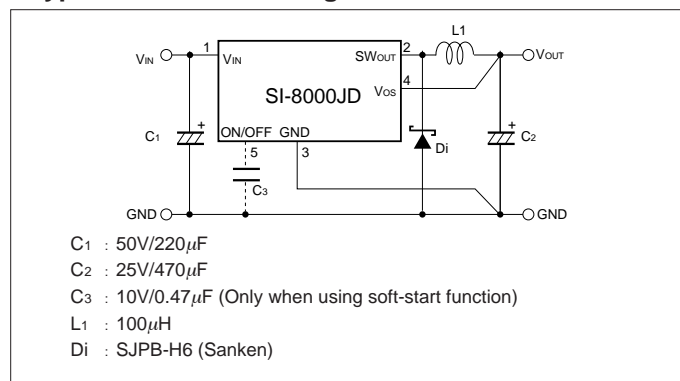 VIN
1
VIN
SWOUT
2
L1
VOUT
VOS
4
SI-8000JD
C1
+
ON/OFF
GND
5
3
C3
Di
+
C2
GND
GND
C1 : 50V/220μF
C2 : 25V/470μF
C3 : 10V/0.47μF (Only when using soft-start function)
L1 : 100μH
Di : SJPB-H6 (Sanken)